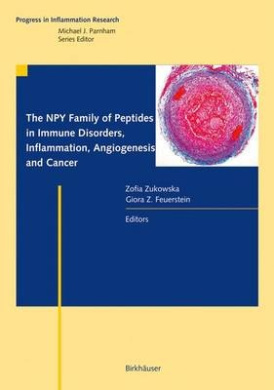 Progress in Inflammation Research
Michael J. Parnham
Series Editor
The NPY Family of Peptides
in Immune Disorders,
Inflammation, Angiogenesis
and Cancer
Zofia Zukowska
Giora Z. Feuerstein
Editors
Birkhäuser